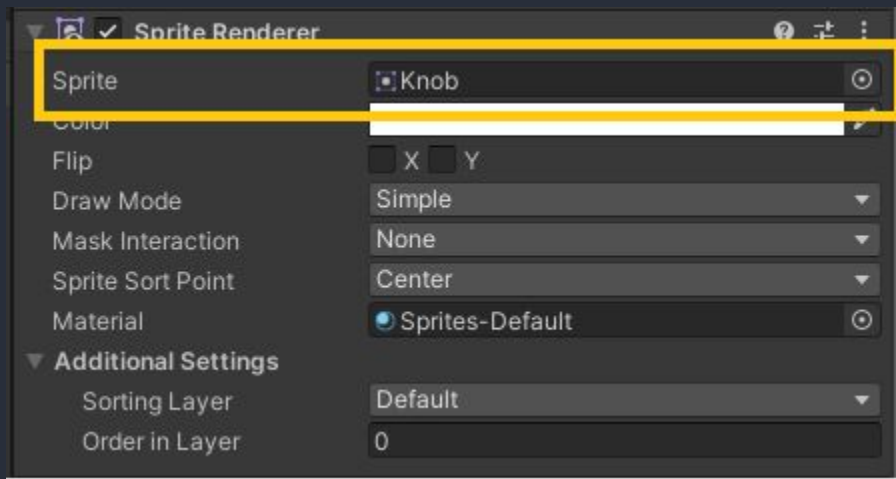 Sprite Renderer
Sprite Knob
Color
Flip X Y
Draw Mode Simple
Mask Interaction None
Sprite Sort Point Center
Material Sprites-Default
Additional Settings
Sorting Layer Default
Order in Layer 0